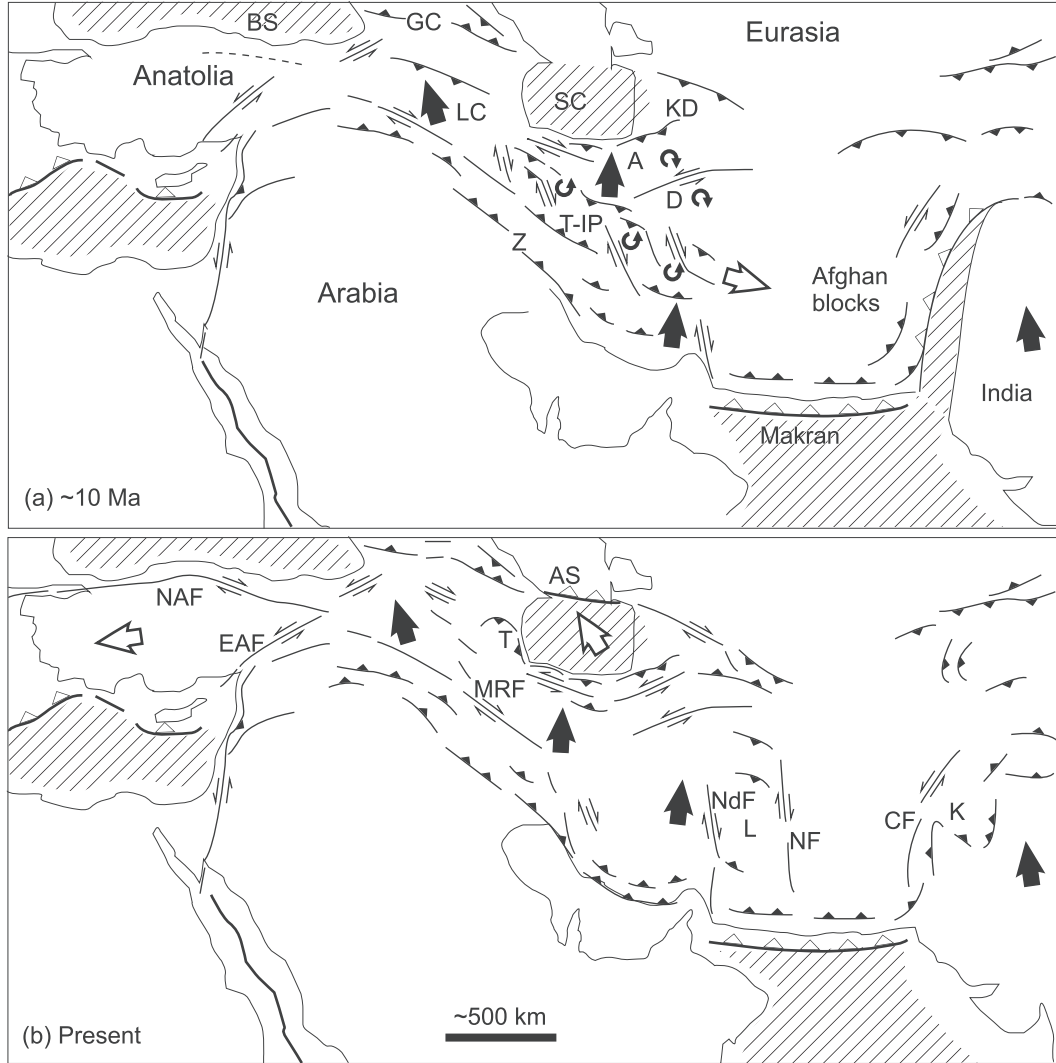 BS
GC
Eurasia
Anatolia
LC
SC
KD
A
D
T-IP
Z
Arabia
Afghan
blocks
India
Makran
(a) ~10 Ma
AS
NAF
EAF
T
MRF
NdF
L
NF
CF
K
~500 km
(b) Present